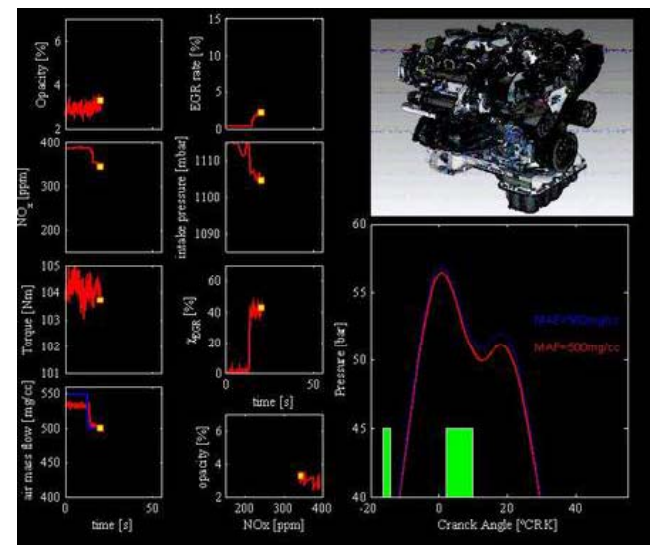 Opacity [%]
6
4
2
EGR rate [%]
15
10
5
0
NOx [ppm]
400
300
200
intake pressure [mbar]
1110
1100
1090
Torque [Nm]
105
104
103
102
101
χEGR [%]
60
40
20
0
0 50
time [s]
air mass flow [mg/cc]
550
500
450
400
0 50
time [s]
opacity [%]
6
4
2
200 300 400
NOx [ppm]
Pressure [bar]
60
55
50
45
40
-20 0 20 40
Cranck Angle [ºCRK]
MAF=500mg/cc